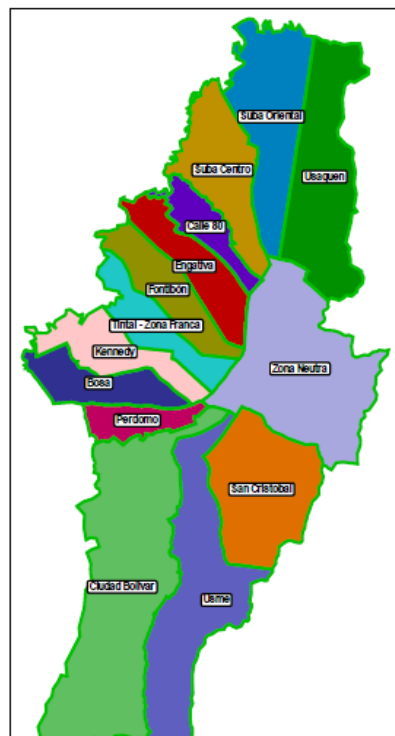 Suba Oriental
Suba Centro
Usaquen
Calle 80
Engativa
Fontibón
Tintal - Zona Franca
Kennedy
Zona Neutra
Bosa
Perdomo
San Cristobal
Ciudad Bolivar
Usme